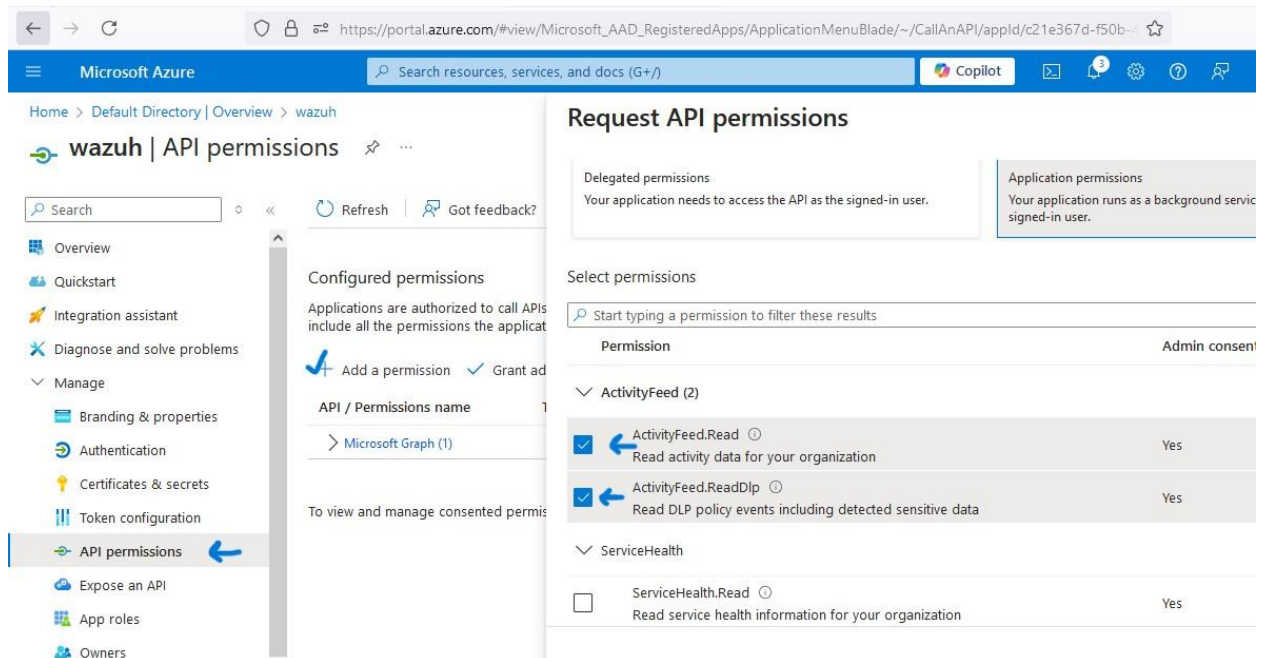 https://portal.azure.com/#view/Microsoft_AAD_RegisteredApps/ApplicationMenuBlade/~/CallAnAPI/appId/c21e367d-f50b-4
Microsoft Azure
Search resources, services, and docs (G+/)
Copilot
3
Home > Default Directory | Overview > wazuh
wazuh | API permissions
Search
Refresh
Got feedback?
Overview
Quickstart
Integration assistant
Diagnose and solve problems
Manage
Branding & properties
Authentication
Certificates & secrets
Token configuration
API permissions
Expose an API
App roles
Owners
Configured permissions
Applications are authorized to call APIs
include all the permissions the applicat
Add a permission
Grant ad
API / Permissions name
T
Microsoft Graph (1)
To view and manage consented permis
Request API permissions
Delegated permissions
Your application needs to access the API as the signed-in user.
Application permissions
Your application runs as a background servic
signed-in user.
Select permissions
Start typing a permission to filter these results
Permission
Admin consent
ActivityFeed (2)
ActivityFeed.Read
Read activity data for your organization
Yes
ActivityFeed.ReadDlp
Read DLP policy events including detected sensitive data
Yes
ServiceHealth
ServiceHealth.Read
Read service health information for your organization
Yes